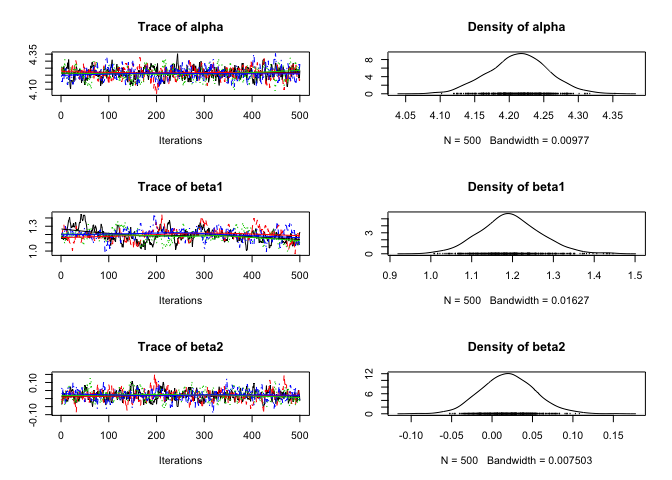 Trace of alpha
4.10 4.35
0 100 200 300 400 500
Iterations
Density of alpha
0 4 8
4.05 4.10 4.15 4.20 4.25 4.30 4.35
N = 500 Bandwidth = 0.00977
Trace of beta1
1.0 1.3
0 100 200 300 400 500
Iterations
Density of beta1
0 3
0.9 1.0 1.1 1.2 1.3 1.4 1.5
N = 500 Bandwidth = 0.01627
Trace of beta2
-0.10 0.10
0 100 200 300 400 500
Iterations
Density of beta2
0 6 12
-0.10 -0.05 0.00 0.05 0.10 0.15
N = 500 Bandwidth = 0.007503